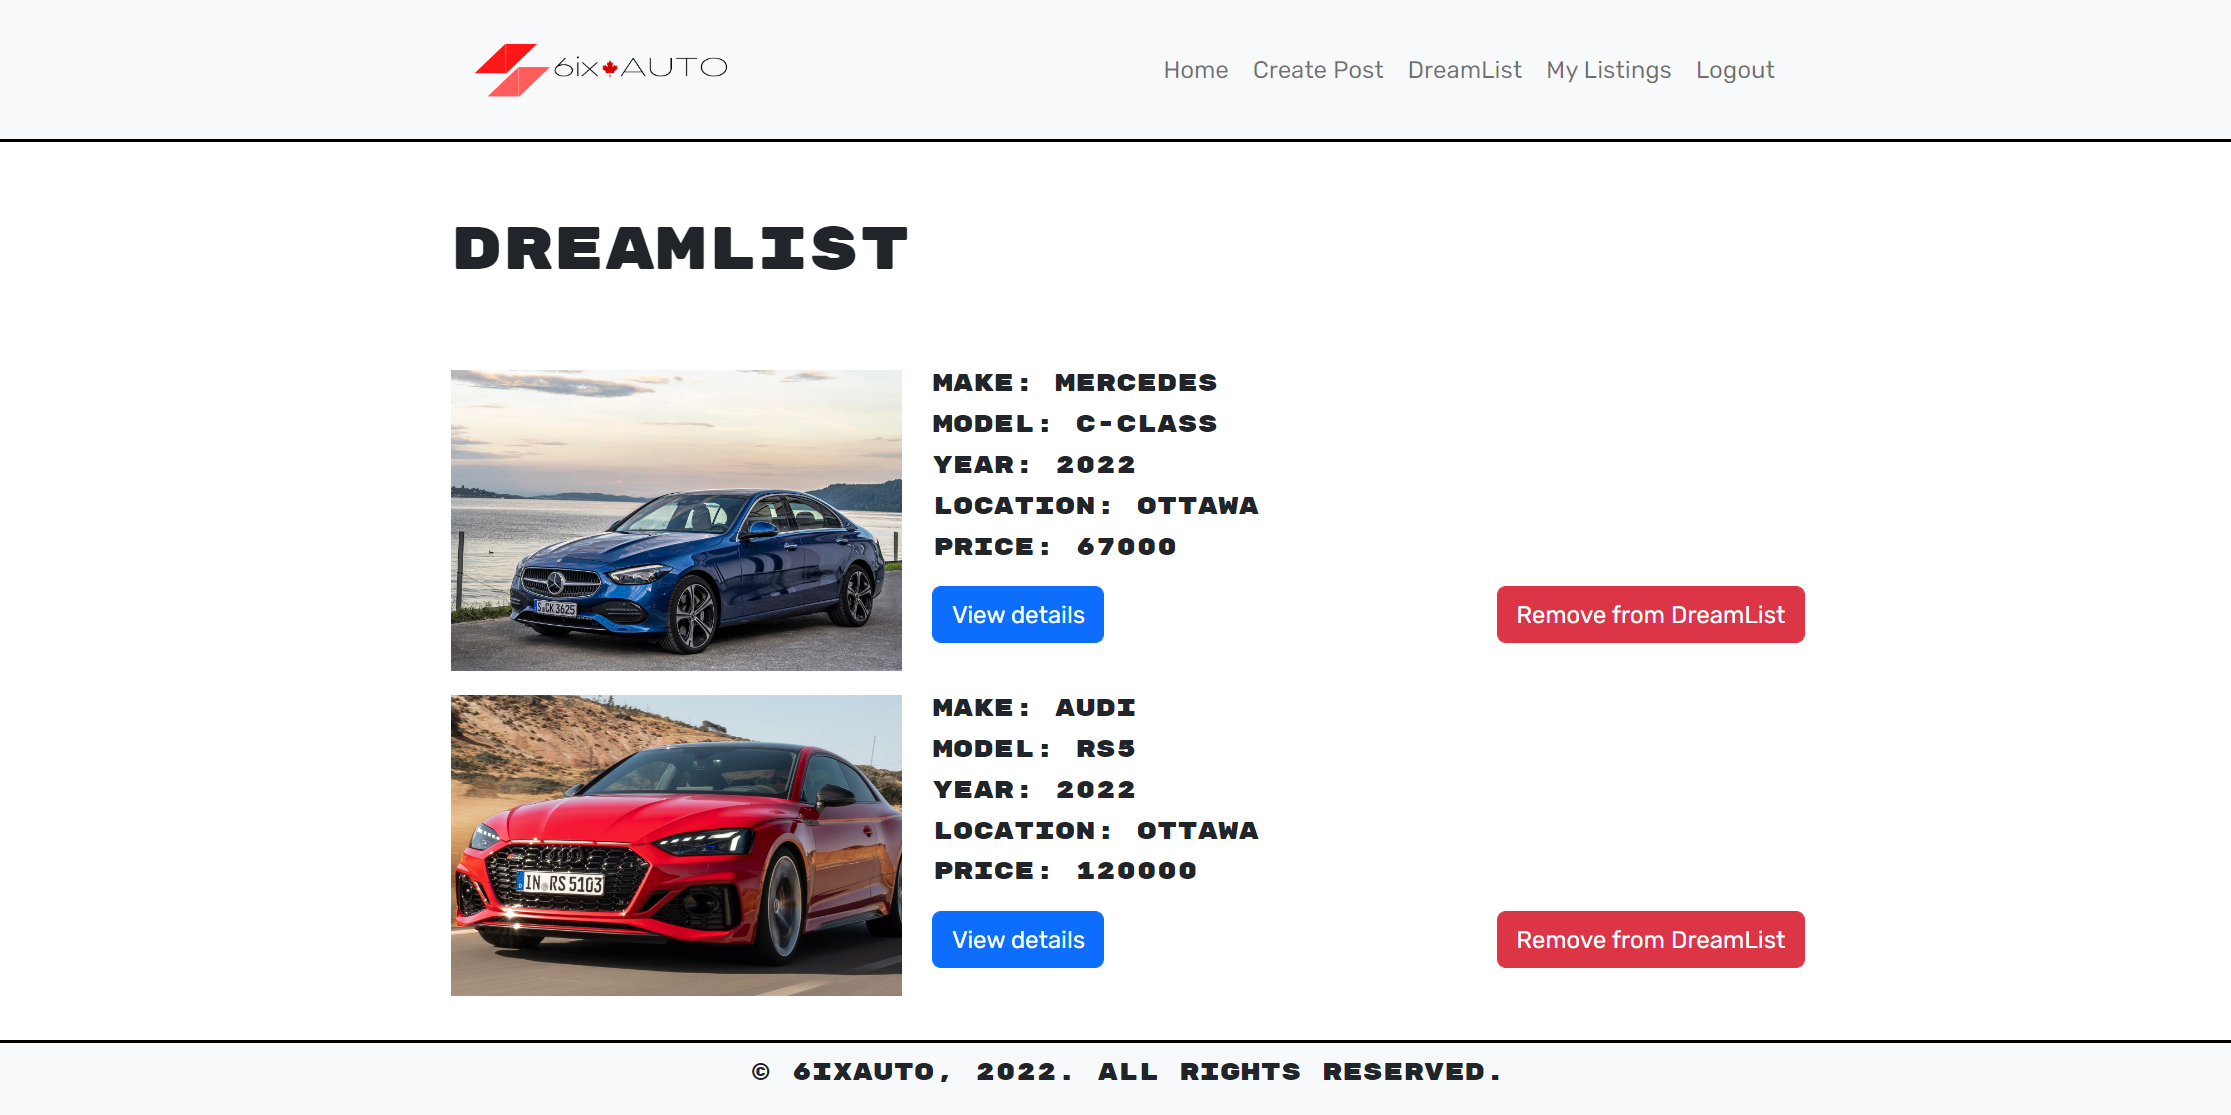 6ix AUTO
Home Create Post DreamList My Listings Logout
DREAMLIST
MAKE: MERCEDES
MODEL: C-CLASS
YEAR: 2022
LOCATION: OTTAWA
PRICE: 67000
S CK 3625
View details Remove from DreamList
MAKE: AUDI
MODEL: RS5
YEAR: 2022
LOCATION: OTTAWA
PRICE: 120000
IN RS 5103
View details Remove from DreamList
© 6IXAUTO, 2022. ALL RIGHTS RESERVED.